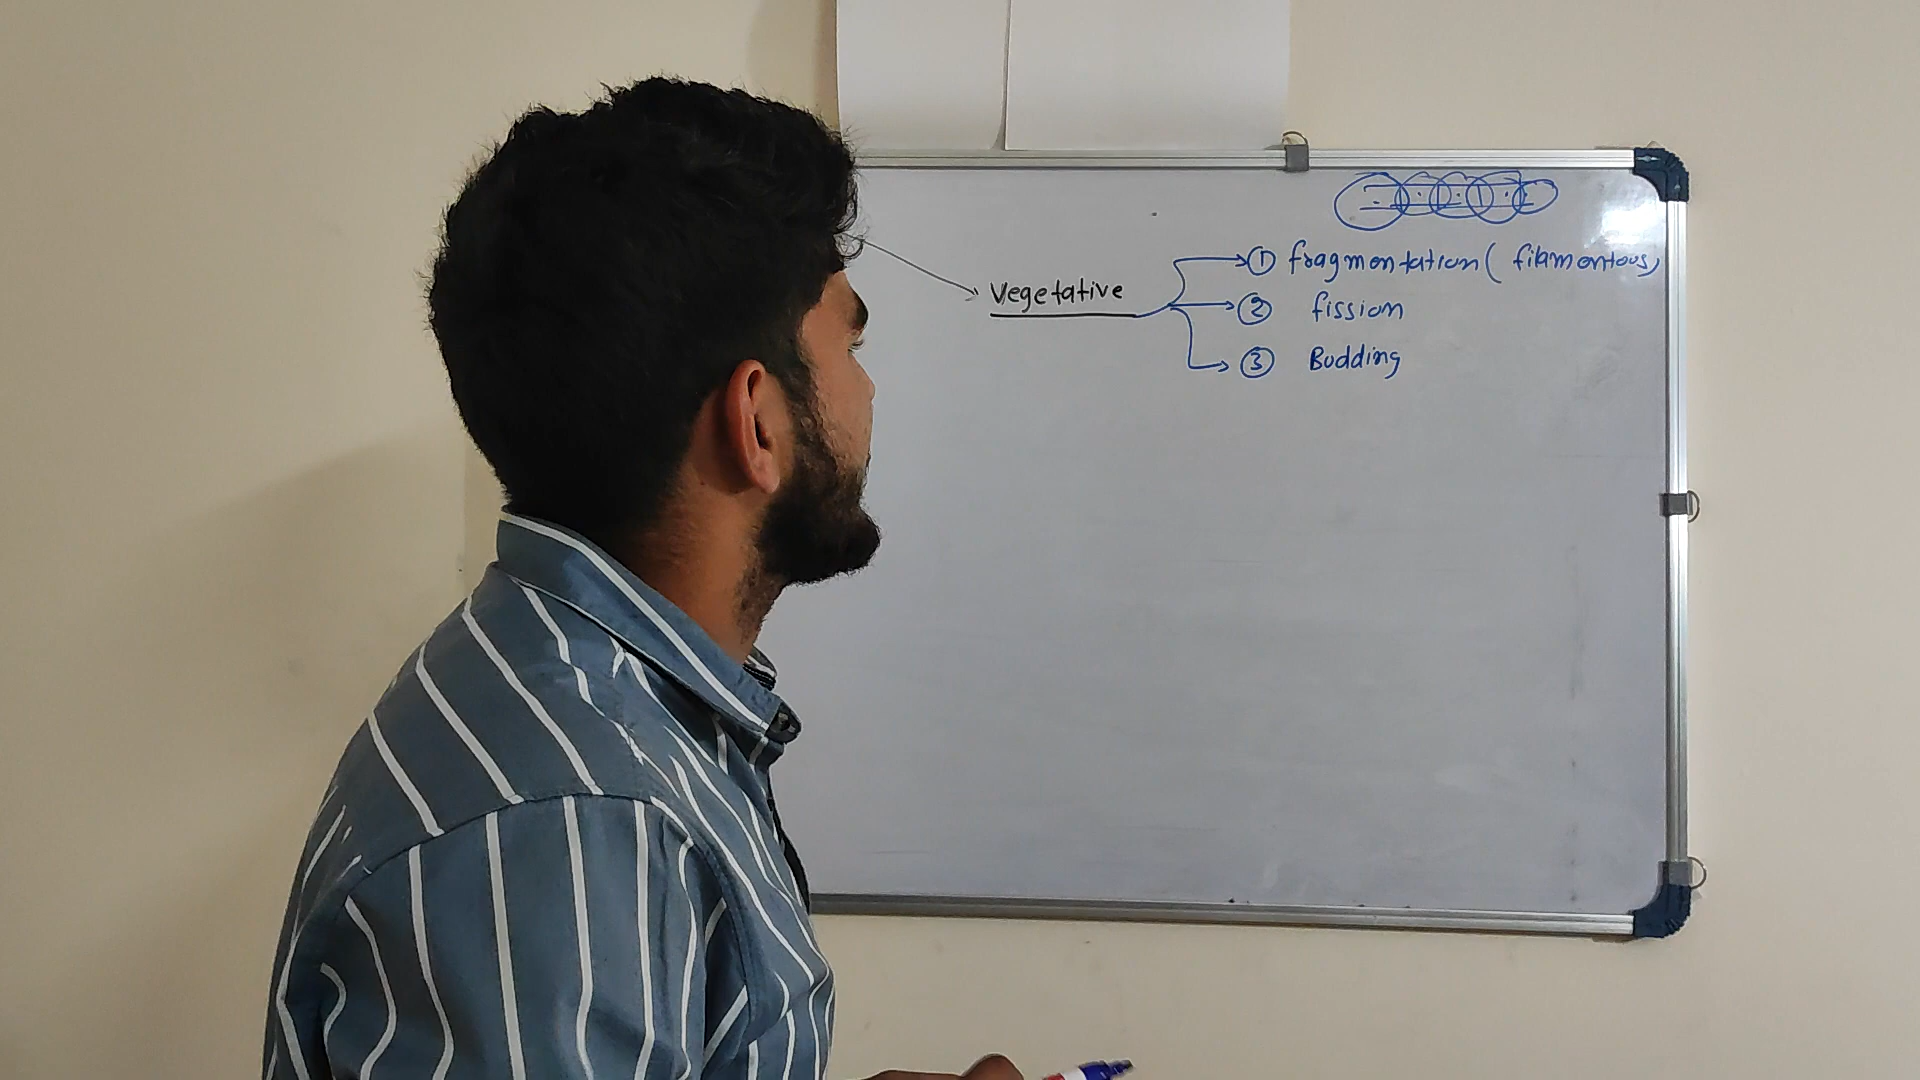 ① fragmentation ( filamentous )
Vegetative
② fission
③ Budding